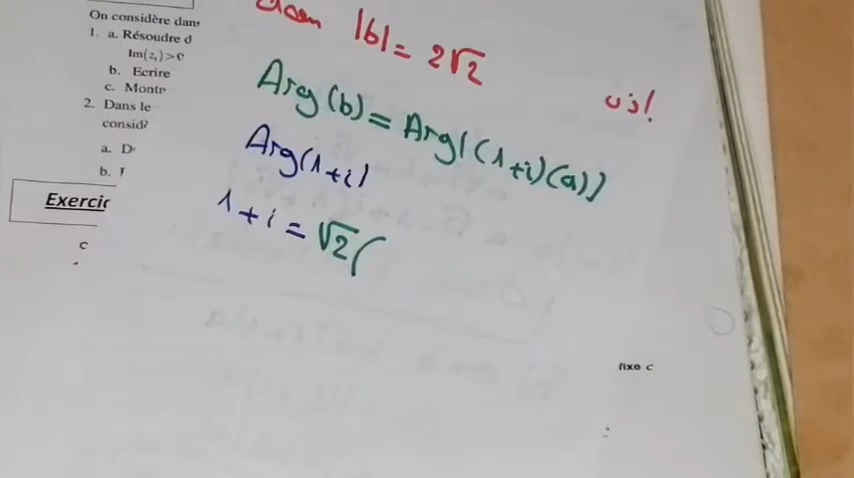 On considère dans
1. a. Résoudre d
Im(z₁)>0
b. Ecrire
c. Montr
2. Dans le
consid
a. D
b.
Exercic
c
|b| = 2√2
Arg(b) = Arg((1+i)(a))
Arg(1+i)
1+i = √2(
fixe c